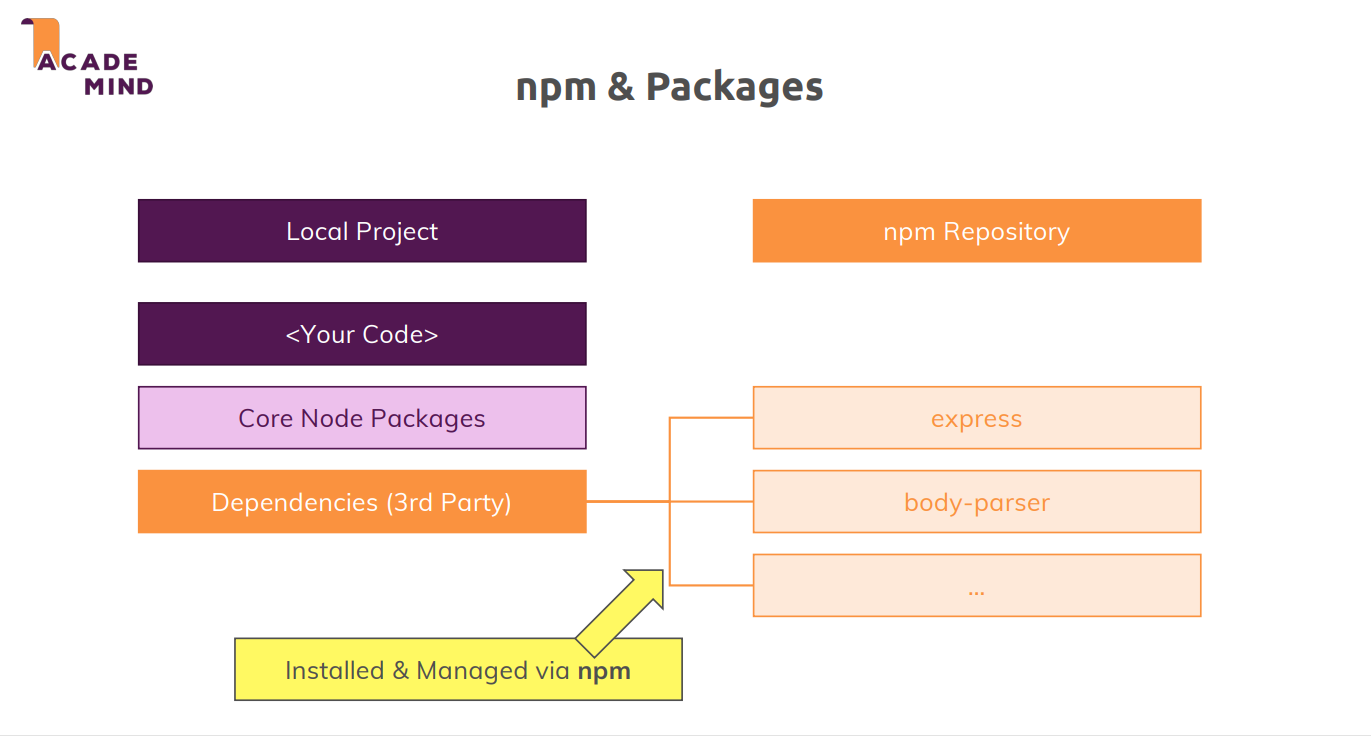 ACADE
MIND
npm & Packages
Local Project
npm Repository
<Your Code>
Core Node Packages
express
Dependencies (3rd Party)
body-parser
...
Installed & Managed via npm